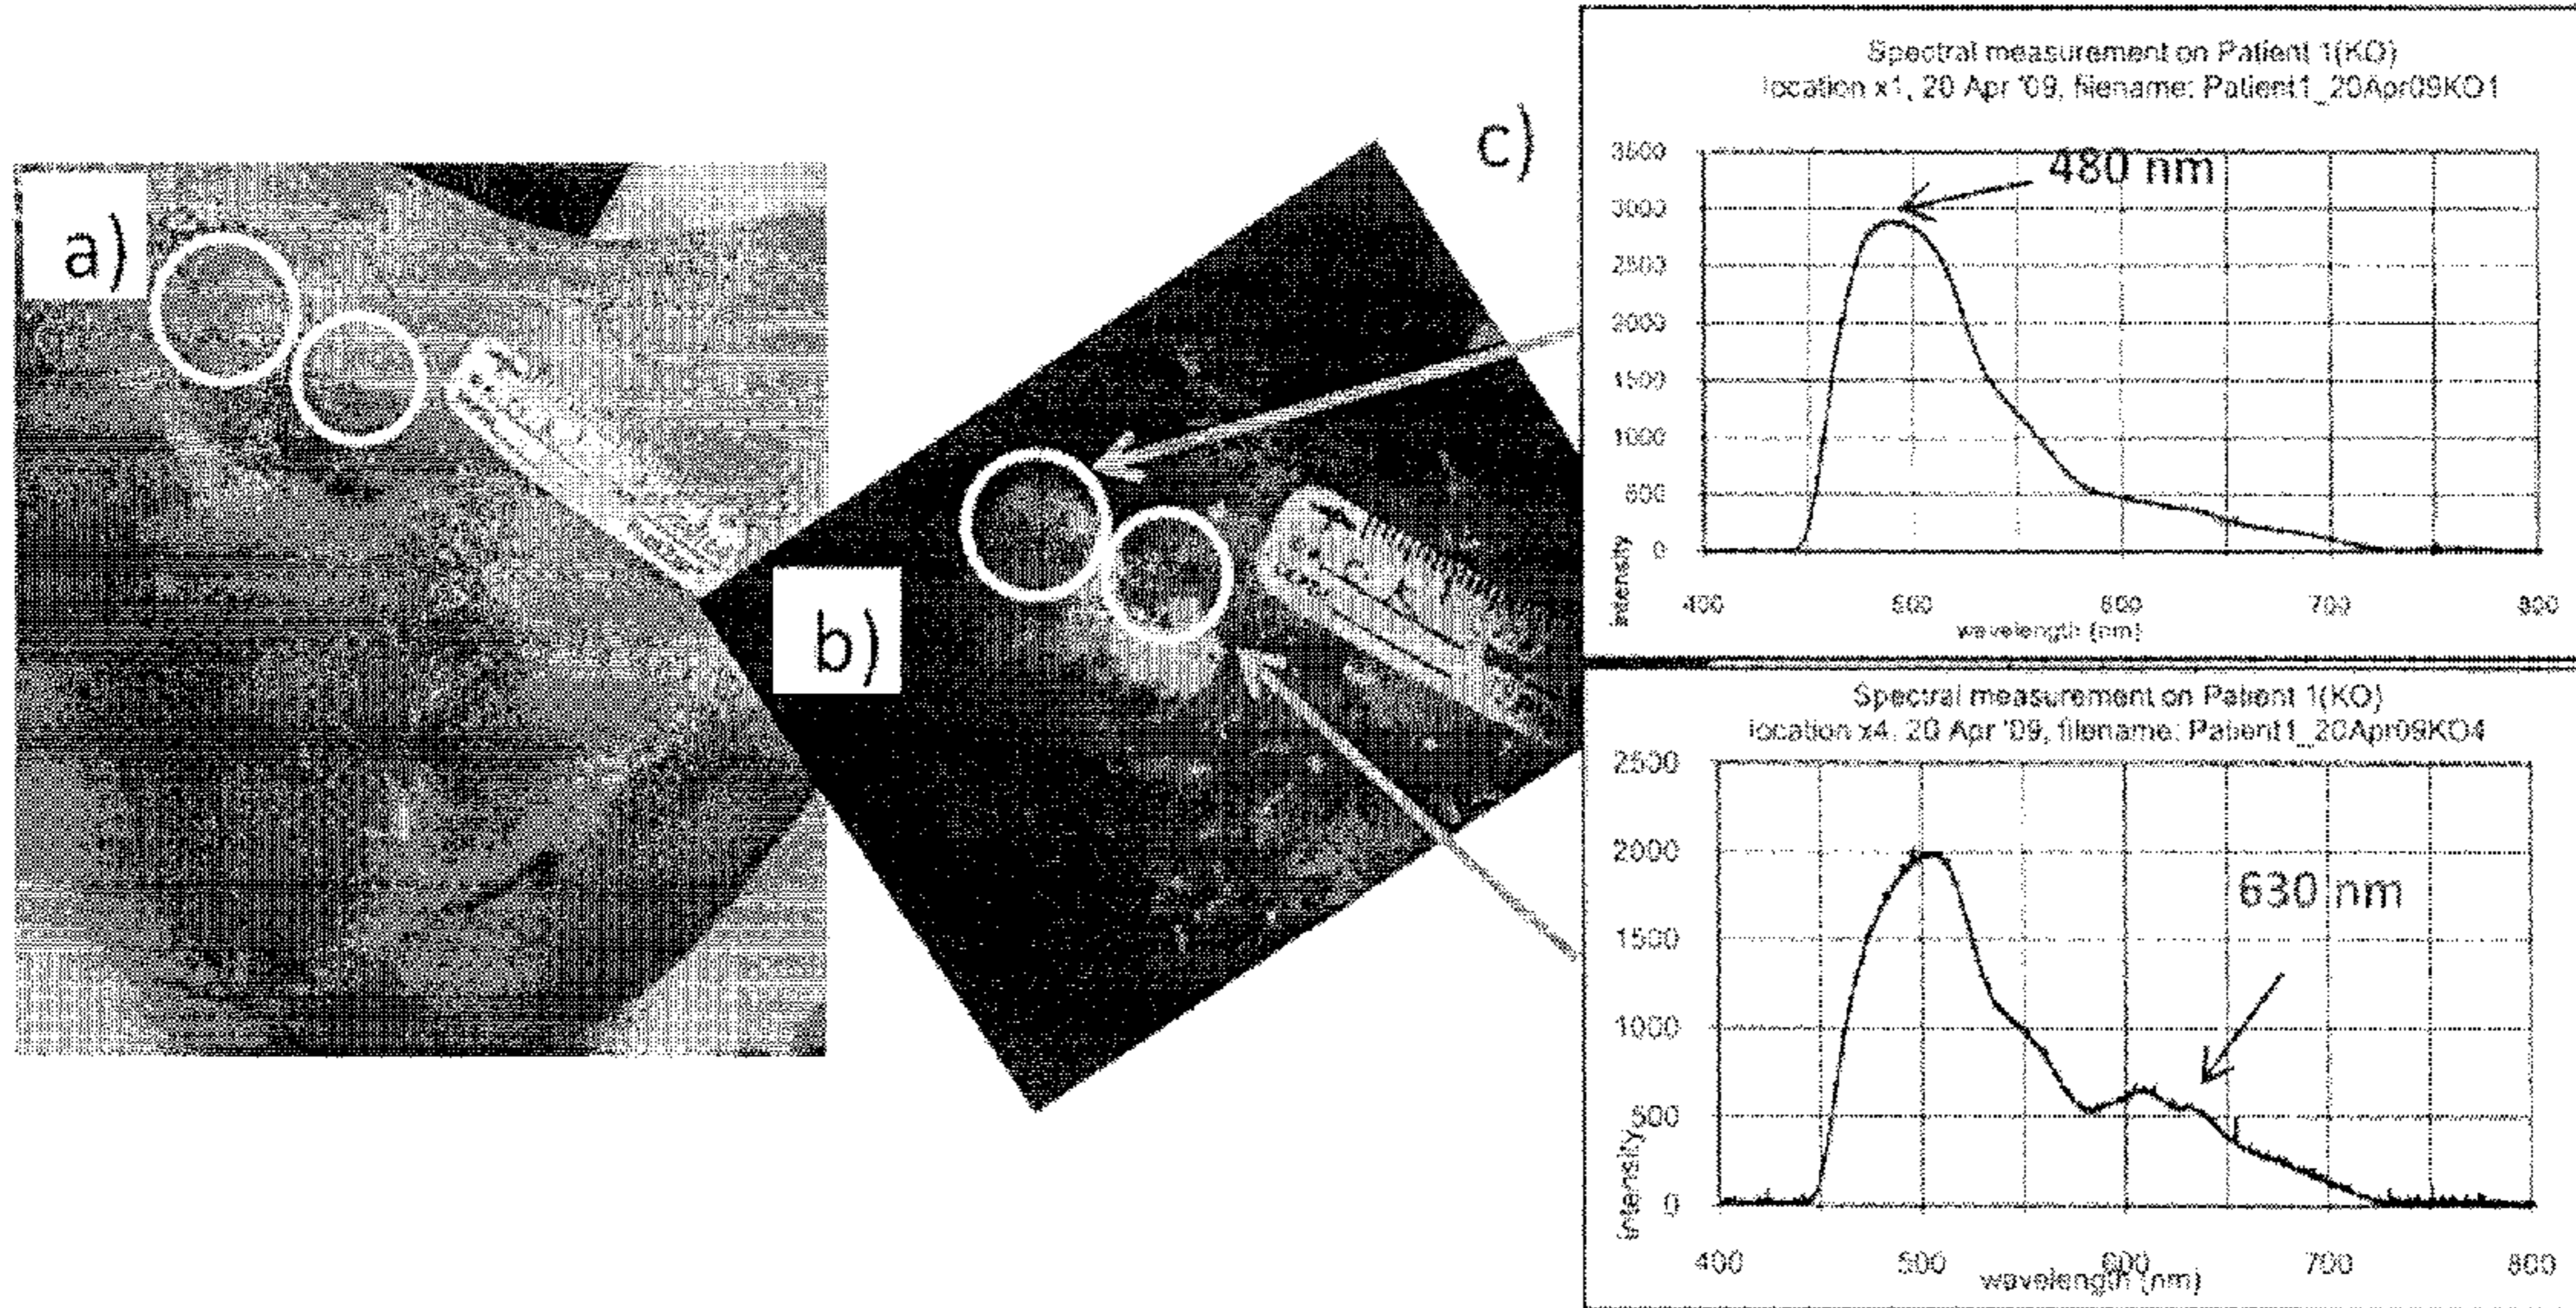 a)
b)
c)
Spectral measurement on Patient 1(KO)
location x1, 20 Apr '09, filename: Patient1_20Apr09KO1
480 nm
3500
3000
2500
2000
1500
1000
500
0
intensity
400
500
600
700
800
wavelength (nm)
Spectral measurement on Patient 1(KO)
location x4, 20 Apr '09, filename: Patient1_20Apr09KO4
630 nm
2500
2000
1500
1000
500
0
intensity
400
500
600
700
800
wavelength (nm)